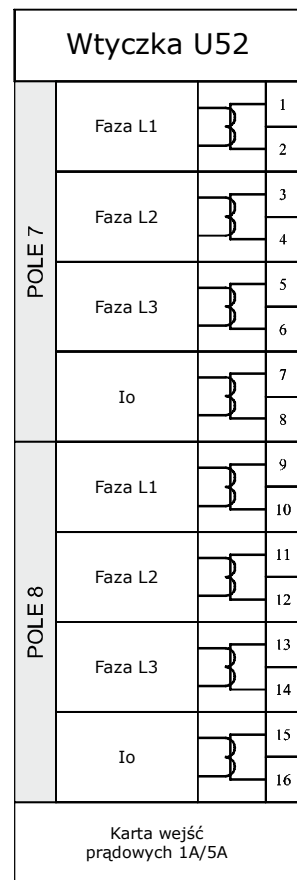 Wtyczka U52
POLE 7
Faza L1
1
2
Faza L2
3
4
Faza L3
5
6
Io
7
8
POLE 8
Faza L1
9
10
Faza L2
11
12
Faza L3
13
14
Io
15
16
Karta wejść
prądowych 1A/5A